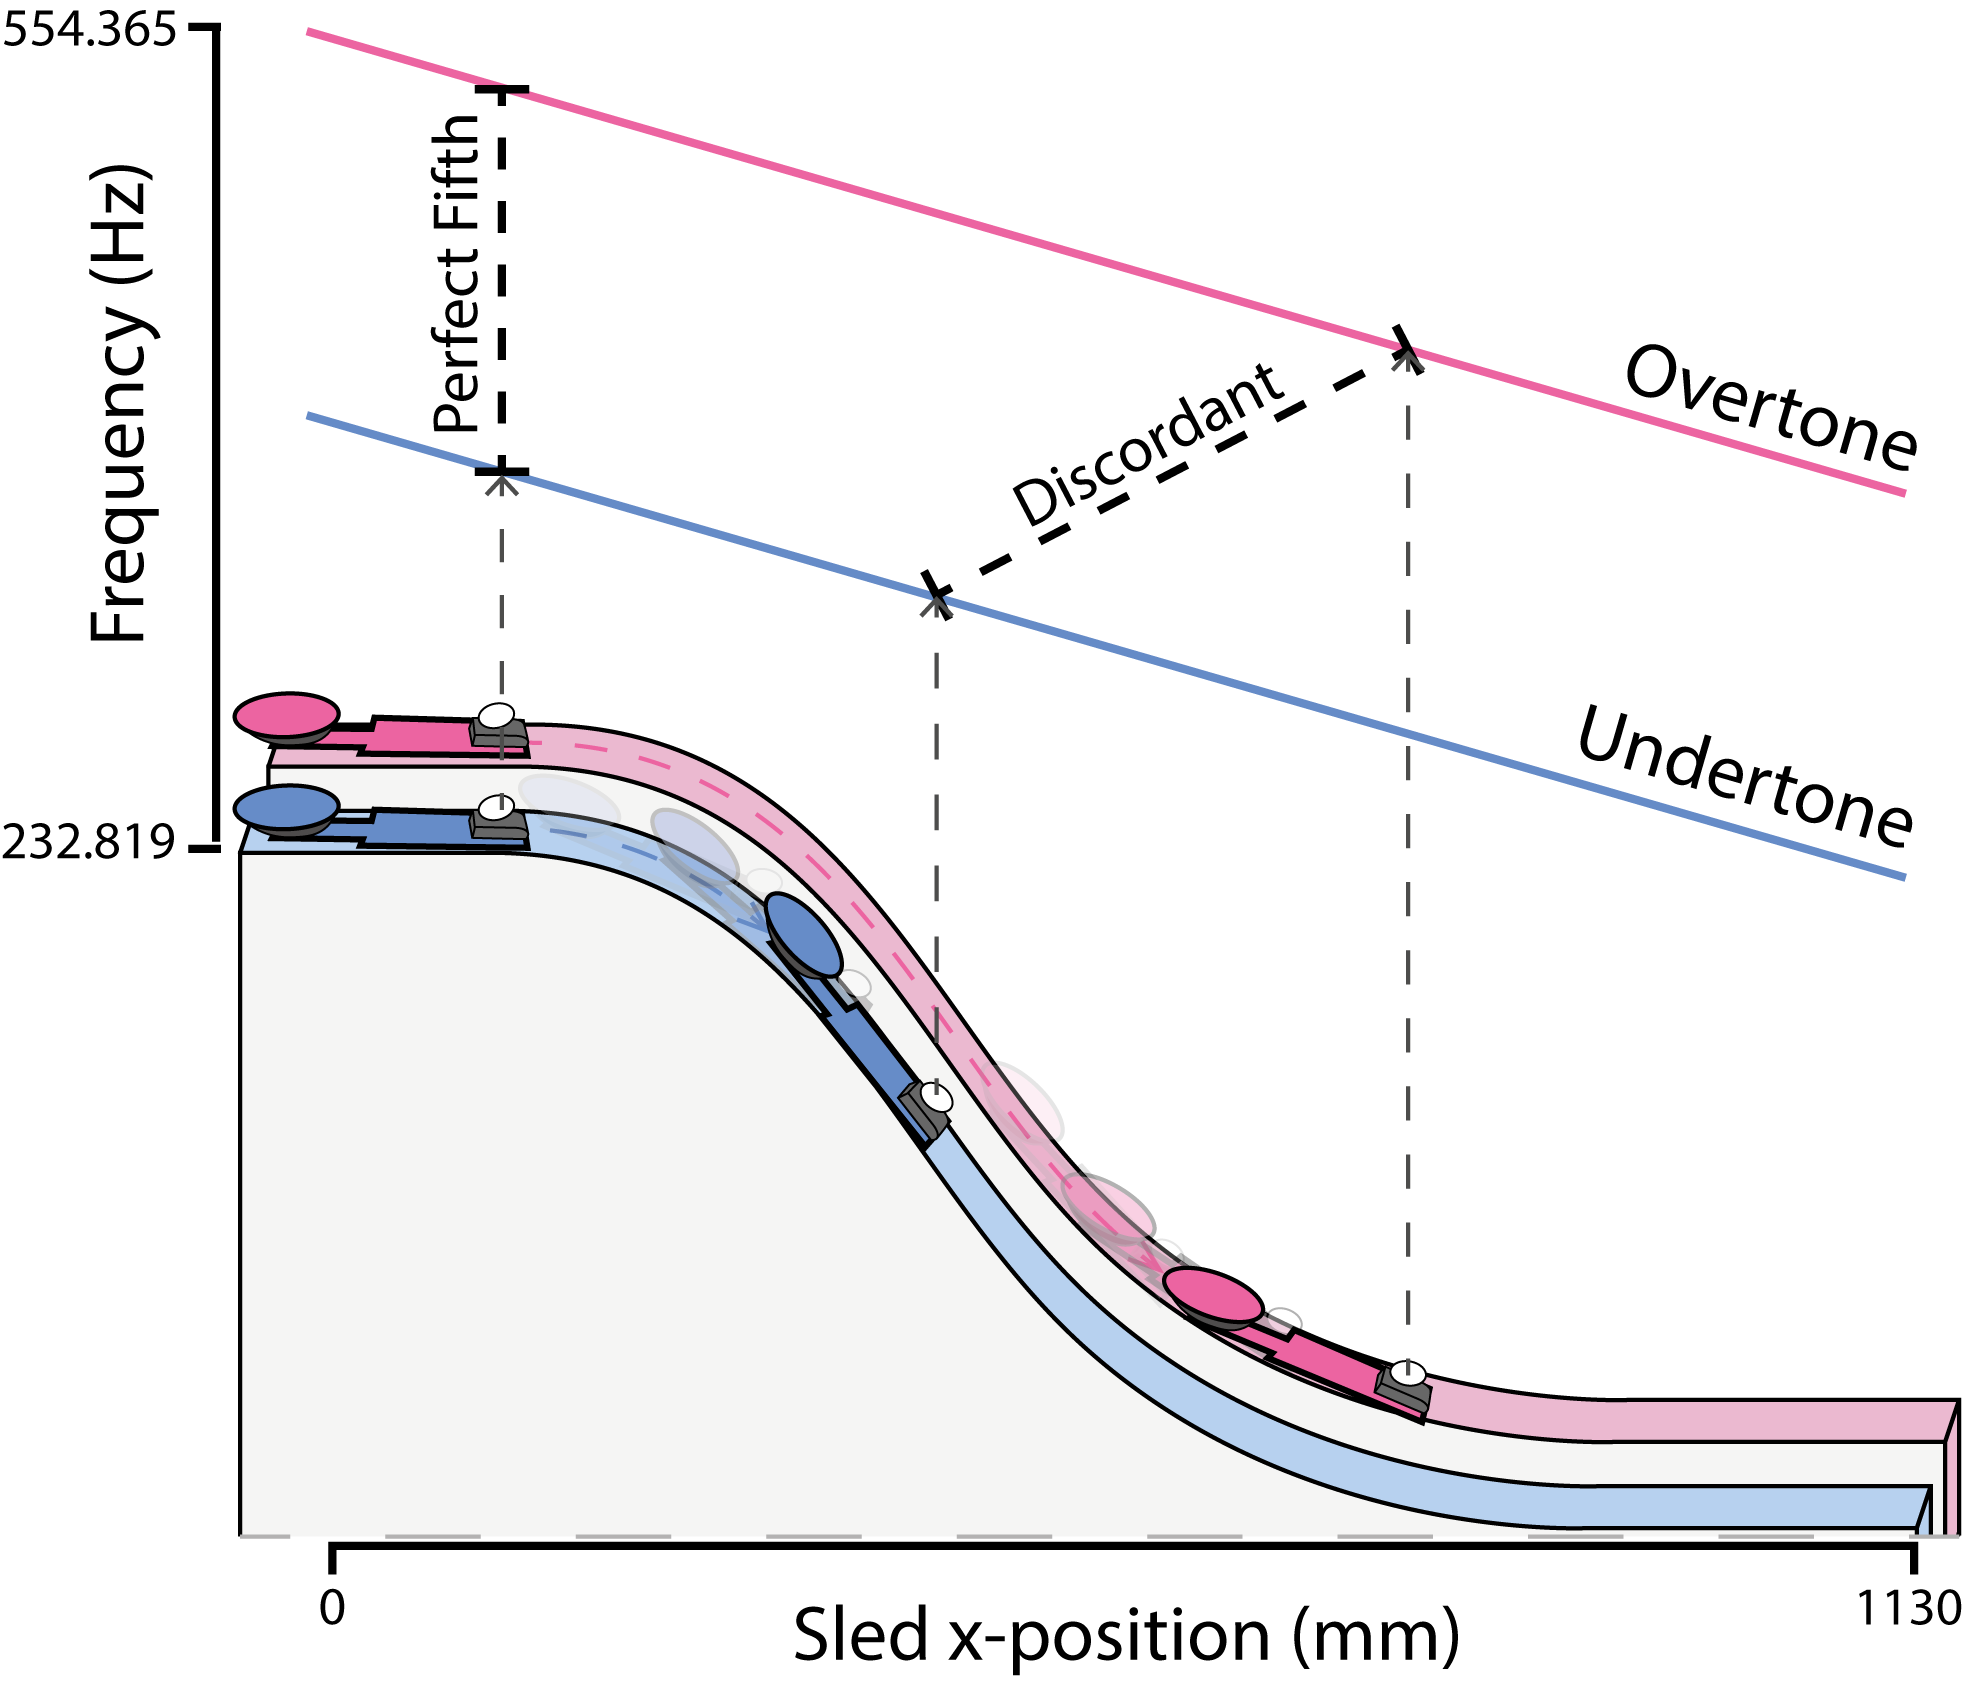 554.365
Frequency (Hz)
Perfect Fifth
Discordant
Overtone
Undertone
232.819
0
1130
Sled x-position (mm)